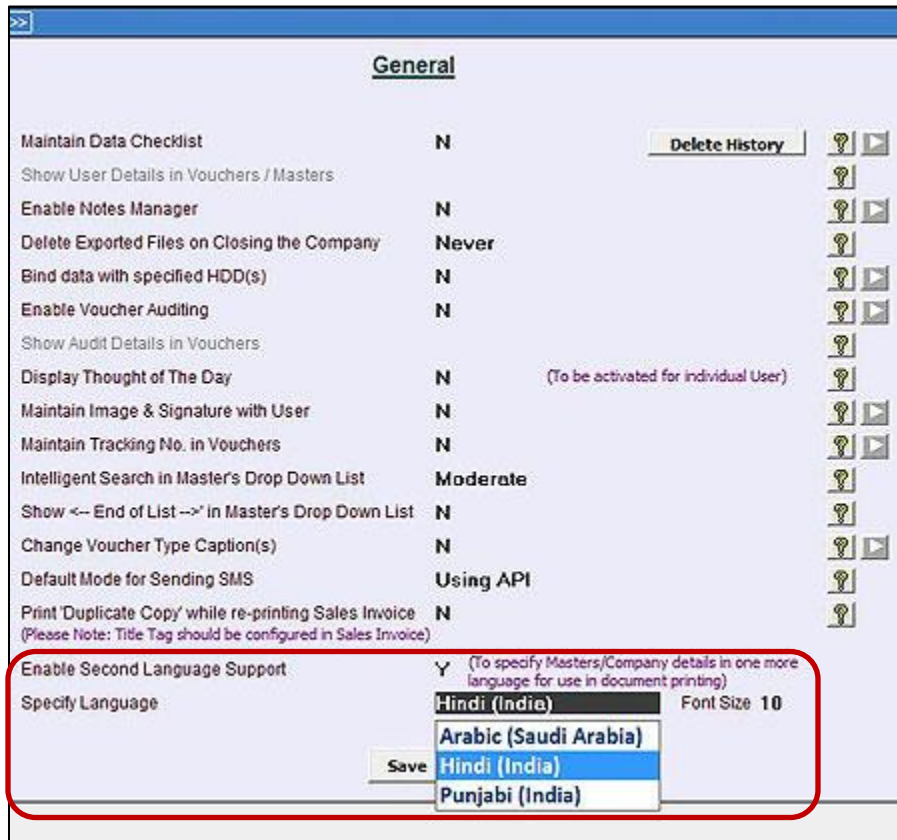 >>
General
Maintain Data Checklist N Delete History ?
Show User Details in Vouchers / Masters ?
Enable Notes Manager N ?
Delete Exported Files on Closing the Company Never ?
Bind data with specified HDD(s) N ?
Enable Voucher Auditing N ?
Show Audit Details in Vouchers ?
Display Thought of The Day N (To be activated for individual User) ?
Maintain Image & Signature with User N ?
Maintain Tracking No. in Vouchers N ?
Intelligent Search in Master's Drop Down List Moderate ?
Show <-- End of List -->' in Master's Drop Down List N ?
Change Voucher Type Caption(s) N ?
Default Mode for Sending SMS Using API ?
Print 'Duplicate Copy' while re-printing Sales Invoice N ?
(Please Note: Title Tag should be configured in Sales Invoice)
Enable Second Language Support Y (To specify Masters/Company details in one more
language for use in document printing)
Specify Language Hindi (India) Font Size 10
Arabic (Saudi Arabia)
Save Hindi (India)
Punjabi (India)